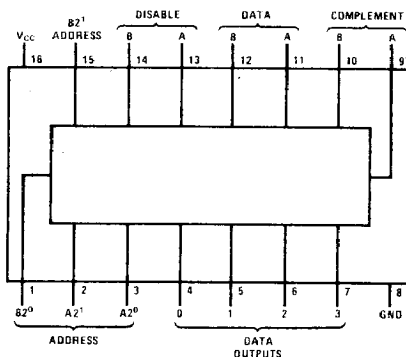 DISABLE DATA COMPLEMENT
VCC B2¹ ADDRESS B A B A B A
16 15 14 13 12 11 10 9
1 2 3 4 5 6 7 8
B2⁰ A2¹ A2⁰ 0 1 2 3 GND
ADDRESS DATA OUTPUTS